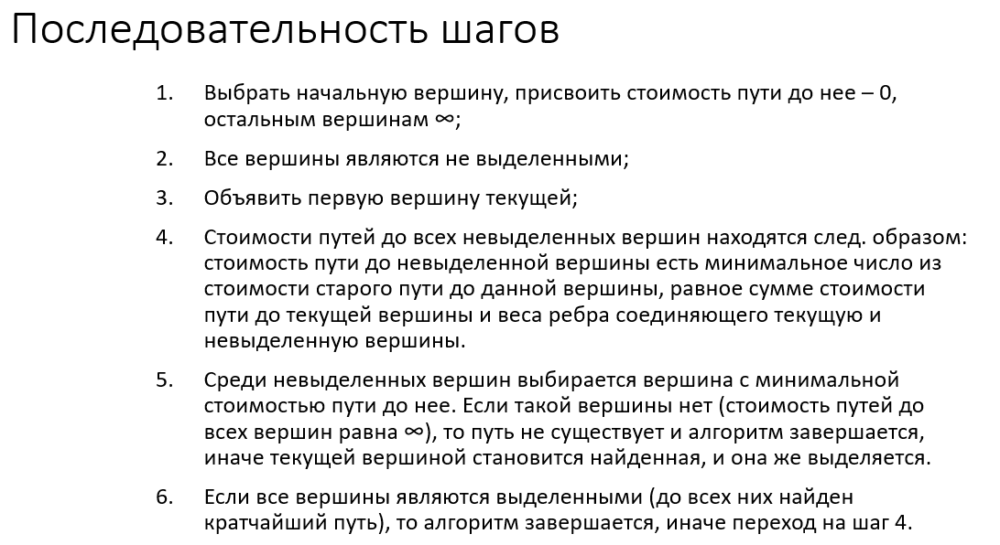 Последовательность шагов
1. Выбрать начальную вершину, присвоить стоимость пути до нее – 0,
остальным вершинам ∞;
2. Все вершины являются не выделенными;
3. Объявить первую вершину текущей;
4. Стоимости путей до всех невыделенных вершин находятся след. образом:
стоимость пути до невыделенной вершины есть минимальное число из
стоимости старого пути до данной вершины, равное сумме стоимости
пути до текущей вершины и веса ребра соединяющего текущую и
невыделенную вершины.
5. Среди невыделенных вершин выбирается вершина с минимальной
стоимостью пути до нее. Если такой вершины нет (стоимость путей до
всех вершин равна ∞), то путь не существует и алгоритм завершается,
иначе текущей вершиной становится найденная, и она же выделяется.
6. Если все вершины являются выделенными (до всех них найден
кратчайший путь), то алгоритм завершается, иначе переход на шаг 4.